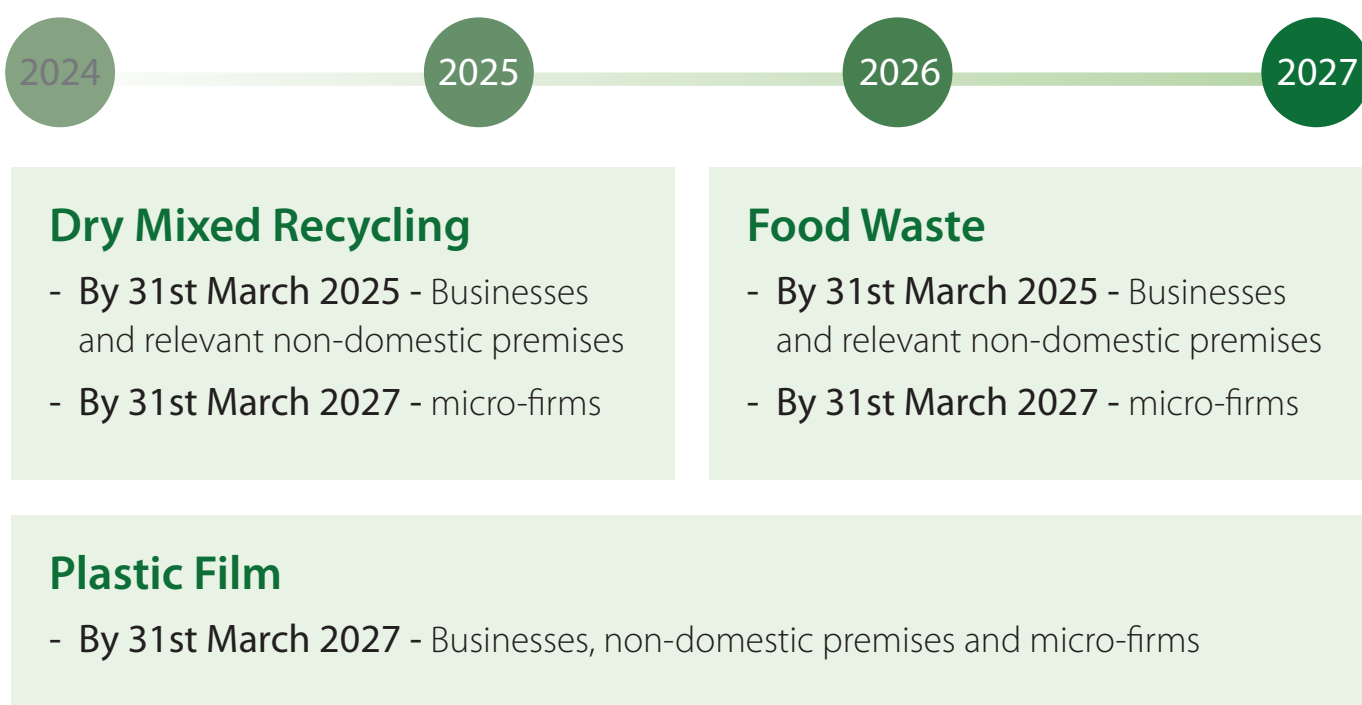 2024
2025
2026
2027
Dry Mixed Recycling
- By 31st March 2025 - Businesses
and relevant non-domestic premises
- By 31st March 2027 - micro-firms
Food Waste
- By 31st March 2025 - Businesses
and relevant non-domestic premises
- By 31st March 2027 - micro-firms
Plastic Film
- By 31st March 2027 - Businesses, non-domestic premises and micro-firms